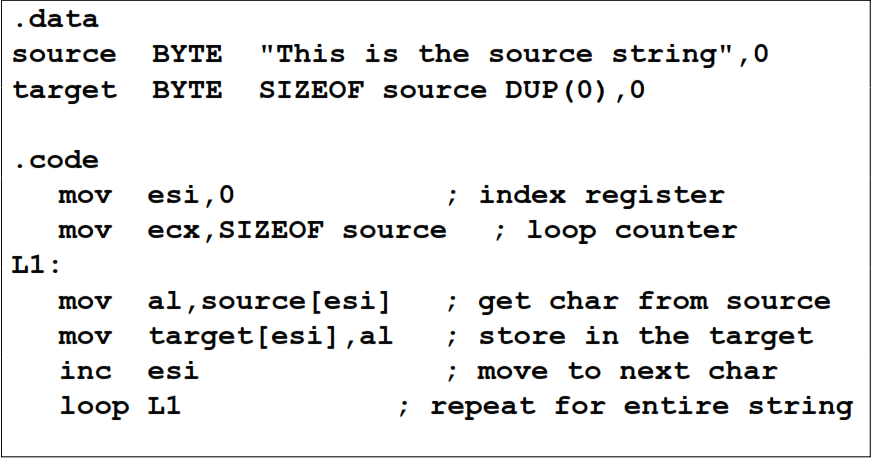 .data
source  BYTE  "This is the source string",0
target  BYTE  SIZEOF source DUP(0),0
.code
   mov  esi,0              ; index register
   mov  ecx,SIZEOF source   ; loop counter
L1:
   mov  al,source[esi]    ; get char from source
   mov  target[esi],al    ; store in the target
   inc  esi               ; move to next char
   loop L1              ; repeat for entire string